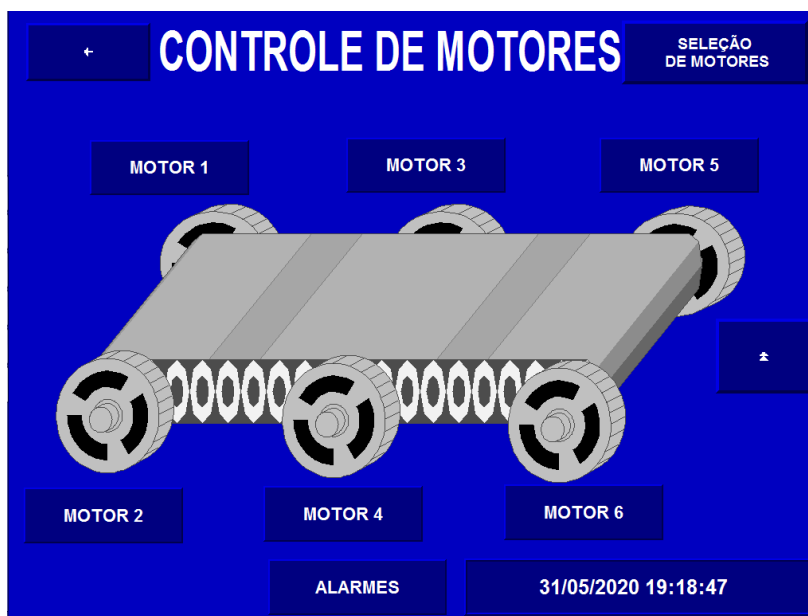 ←
CONTROLE DE MOTORES
SELEÇÃO
DE MOTORES
MOTOR 1
MOTOR 3
MOTOR 5
MOTOR 2
MOTOR 4
MOTOR 6
ALARMES
31/05/2020 19:18:47